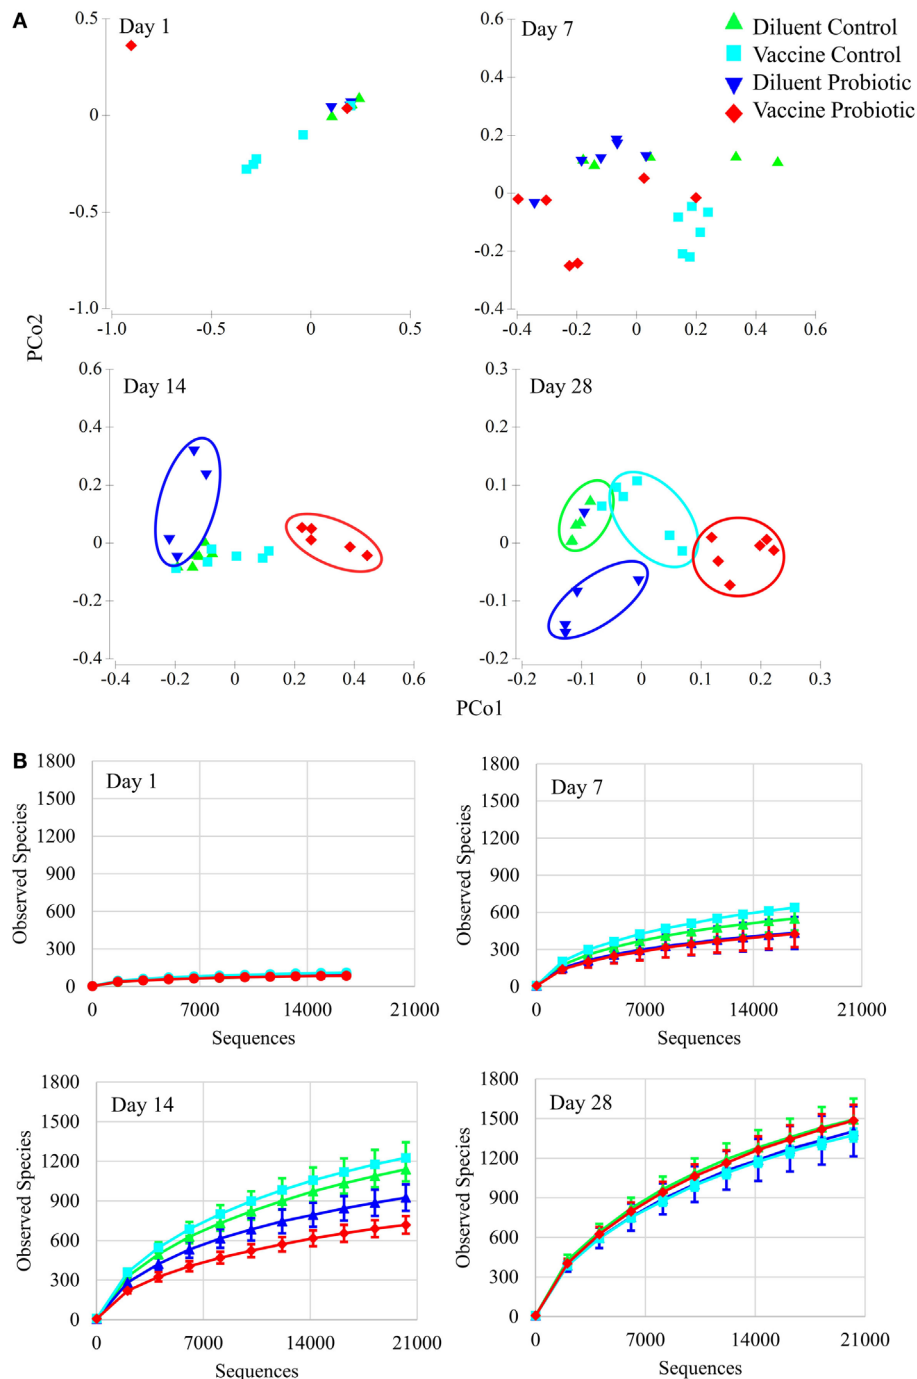 A
Day 1
0.5
0
-0.5
-1.0
-1.0 -0.5 0 0.5
Day 7
0.6
0.4
0.2
0
-0.2
-0.4
-0.4 -0.2 0 0.2 0.4 0.6
Diluent Control
Vaccine Control
Diluent Probiotic
Vaccine Probiotic
PCo2
Day 14
0.6
0.4
0.2
0
-0.2
-0.4
-0.4 -0.2 0 0.2 0.4 0.6
Day 28
0.3
0.2
0.1
0
-0.1
-0.2
-0.2 -0.1 0 0.1 0.2 0.3
PCo1
B
Day 1
Observed Species
1800
1500
1200
900
600
300
0
0 7000 14000 21000
Sequences
Day 7
Observed Species
1800
1500
1200
900
600
300
0
0 7000 14000 21000
Sequences
Day 14
Observed Species
1800
1500
1200
900
600
300
0
0 7000 14000 21000
Sequences
Day 28
Observed Species
1800
1500
1200
900
600
300
0
0 7000 14000 21000
Sequences